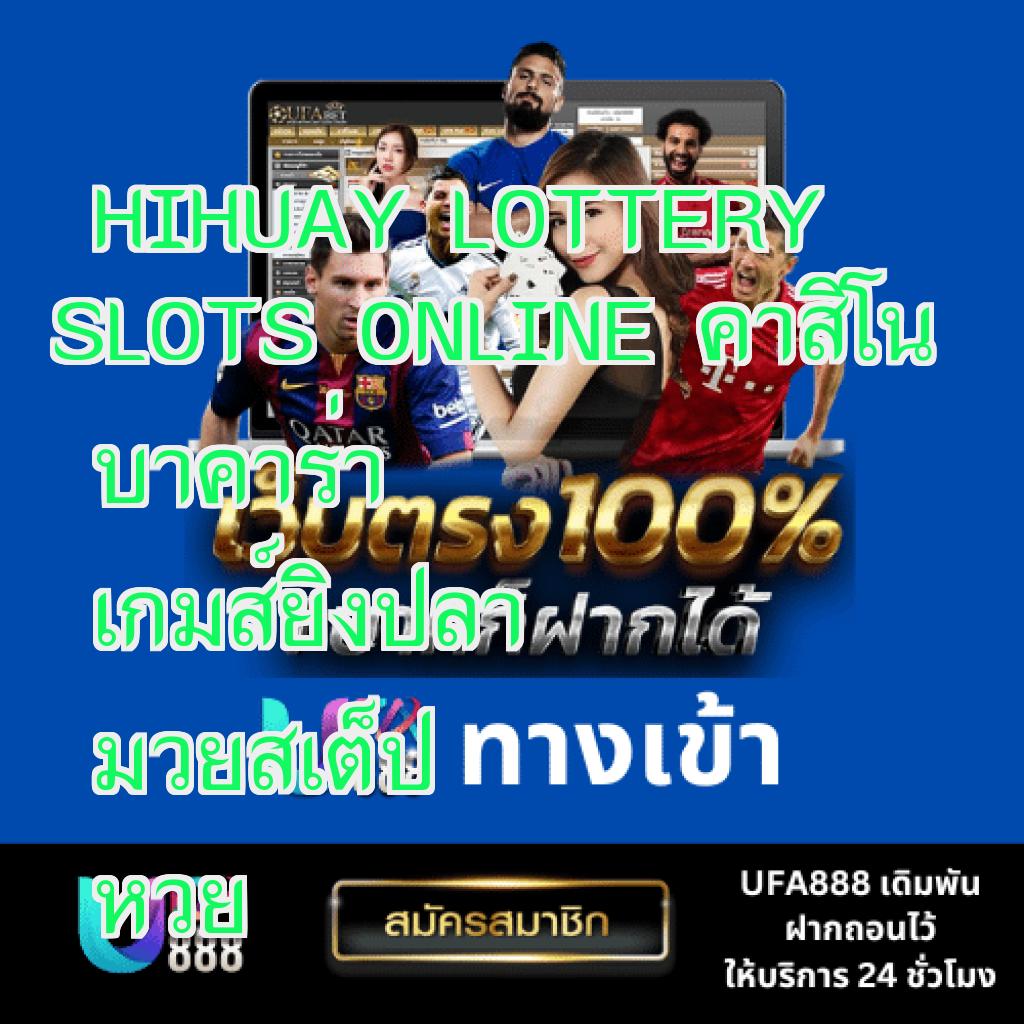 UFABET
HIHUAY LOTTERY
SLOTS ONLINE คาสิโน
QATAR
บาคาร่า
เว็บตรง100%
เกมส์ยิงปลา
ก็ฝากได้
มวยสเต็ป ทางเข้า
หวย
888
สมัครสมาชิก
UFA888 เดิมพัน
ฝากถอนไว้
ให้บริการ 24 ชั่วโมง